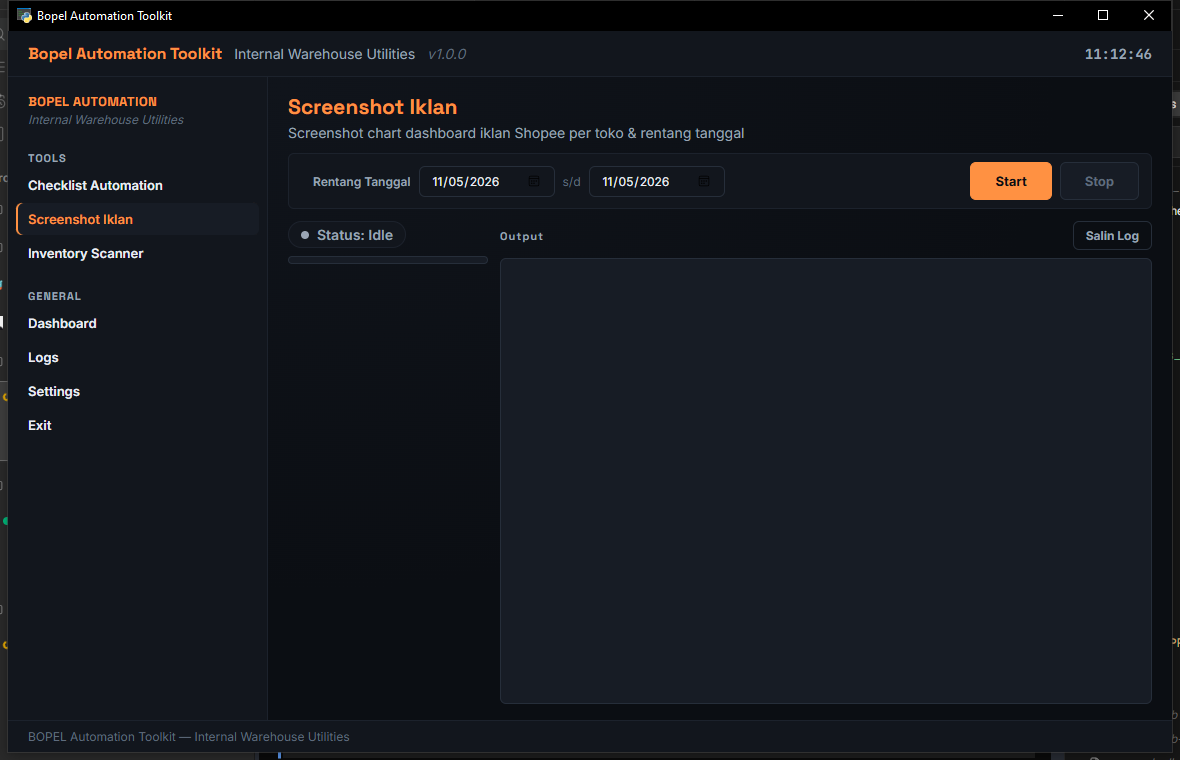 Bopel Automation Toolkit
Bopel Automation Toolkit Internal Warehouse Utilities v1.0.0 11:12:46
BOPEL AUTOMATION
Internal Warehouse Utilities
TOOLS
Checklist Automation
Screenshot Iklan
Inventory Scanner
GENERAL
Dashboard
Logs
Settings
Exit
Screenshot Iklan
Screenshot chart dashboard iklan Shopee per toko & rentang tanggal
Rentang Tanggal 11/05/2026 s/d 11/05/2026 Start Stop
Status: Idle Output Salin Log
BOPEL Automation Toolkit — Internal Warehouse Utilities